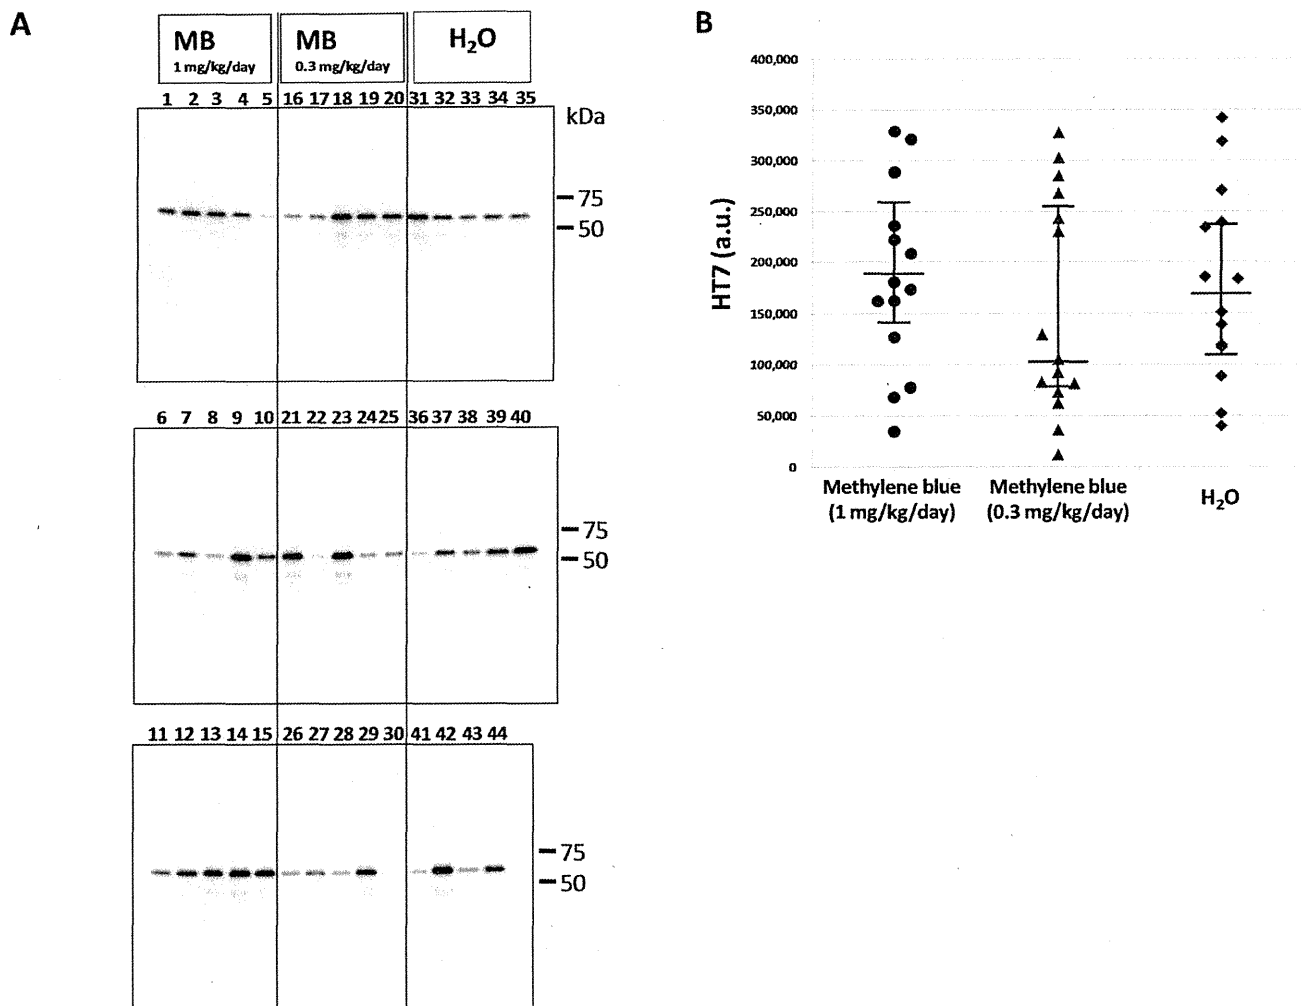 A
MB
1 mg/kg/day
MB
0.3 mg/kg/day
H₂O
1 2 3 4 5 16 17 18 19 20 31 32 33 34 35
kDa
75
50
6 7 8 9 10 21 22 23 24 25 36 37 38 39 40
75
50
11 12 13 14 15 26 27 28 29 30 41 42 43 44
75
50
B
400,000
350,000
300,000
250,000
200,000
150,000
100,000
50,000
0
HT7 (a.u.)
Methylene blue
(1 mg/kg/day)
Methylene blue
(0.3 mg/kg/day)
H₂O